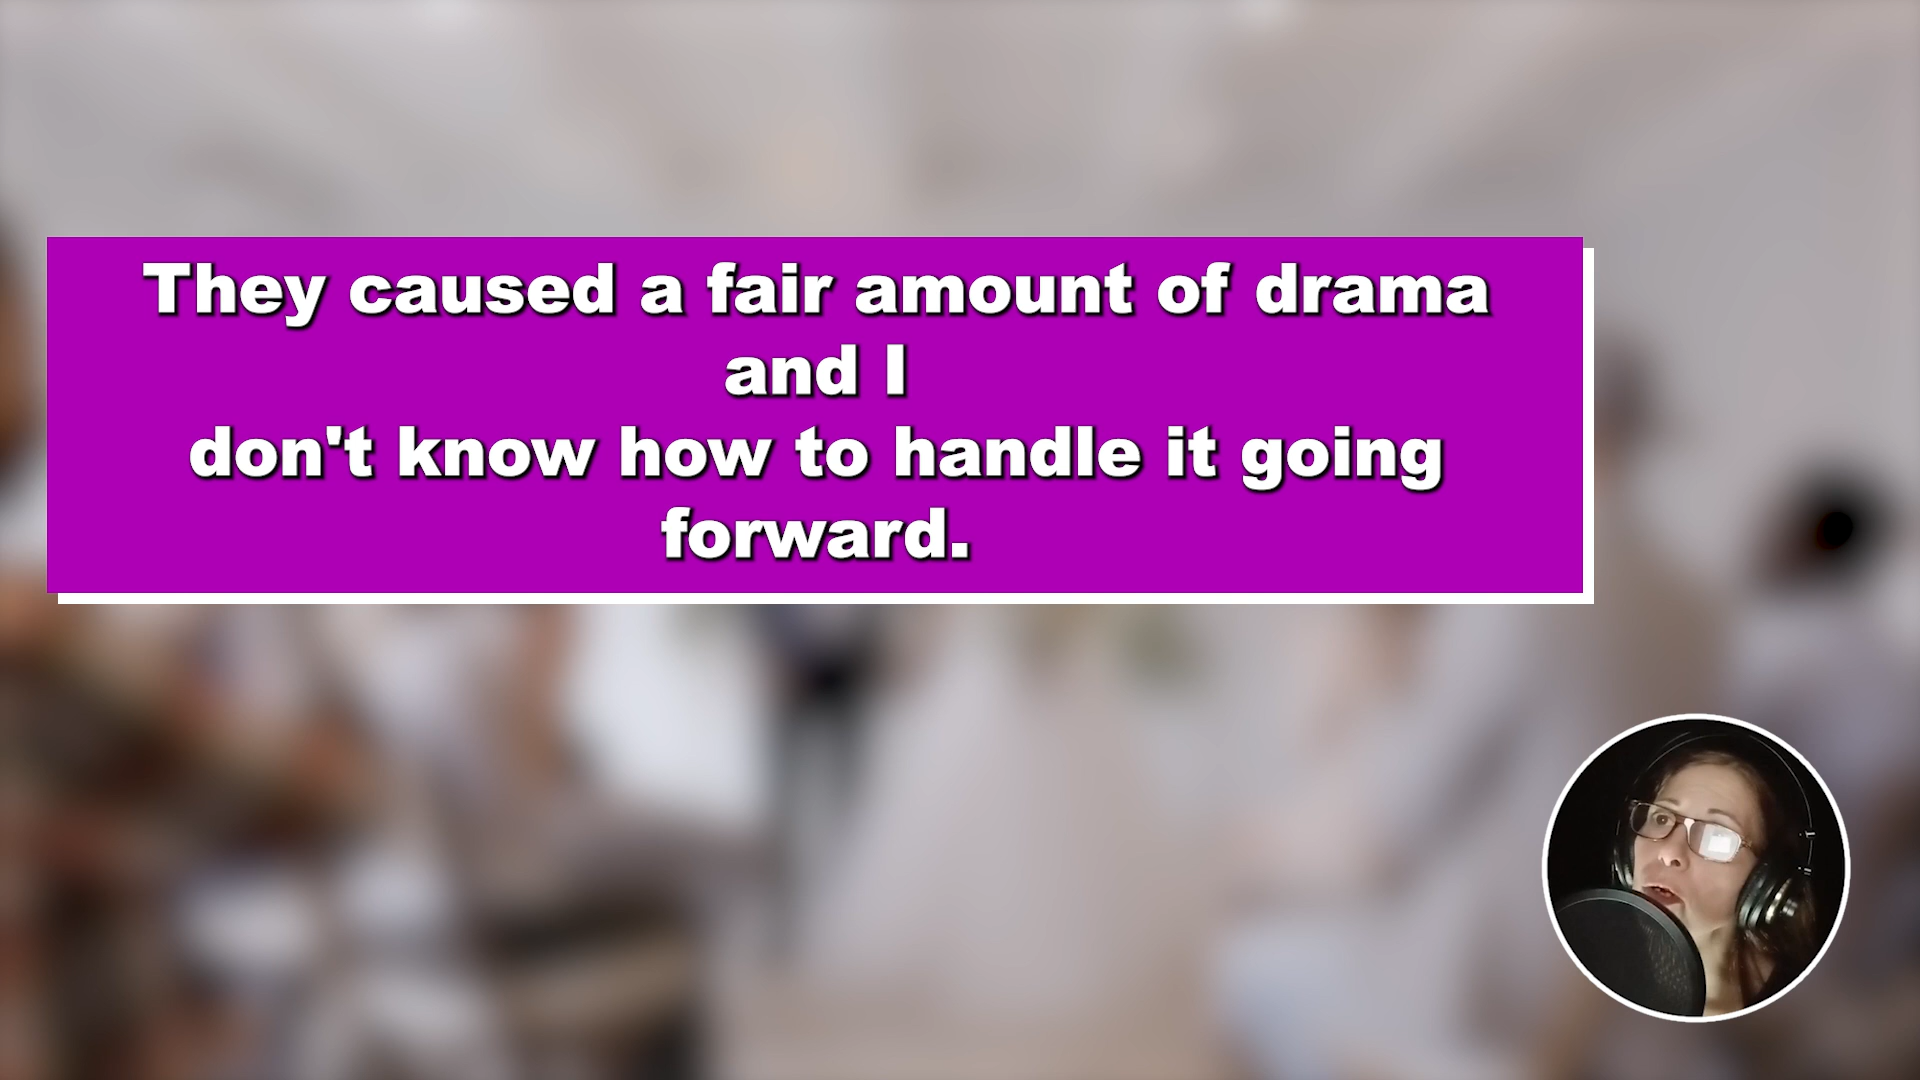 They caused a fair amount of drama
and I
don't know how to handle it going
forward.